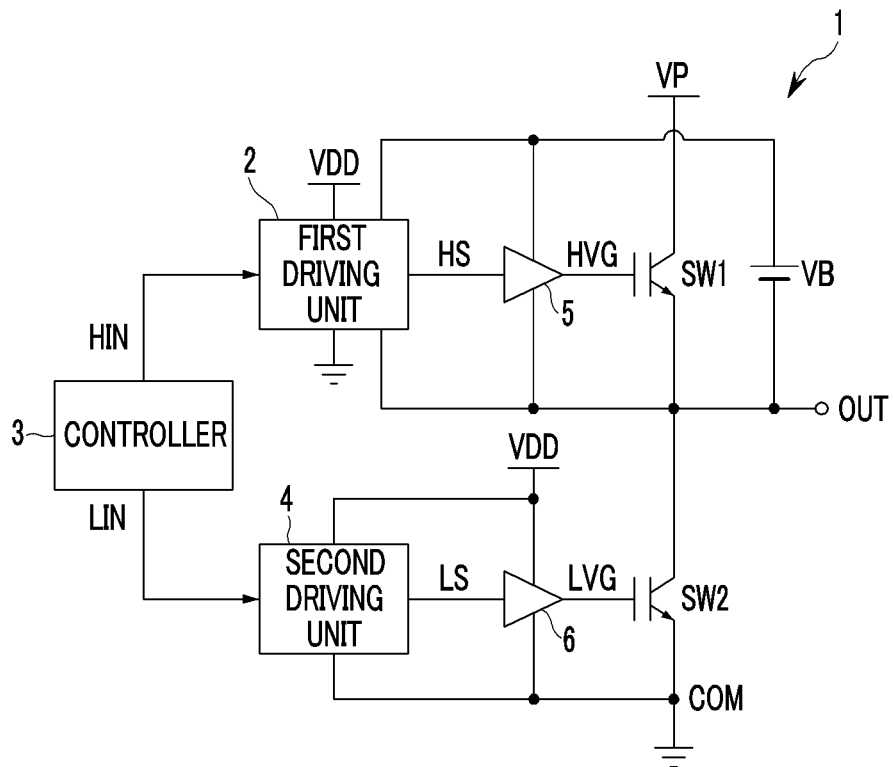 1
VP
2
VDD
FIRST
DRIVING
UNIT
HS
HVG
SW1
VB
5
HIN
3
CONTROLLER
OUT
VDD
LIN
4
SECOND
DRIVING
UNIT
LS
LVG
SW2
6
COM